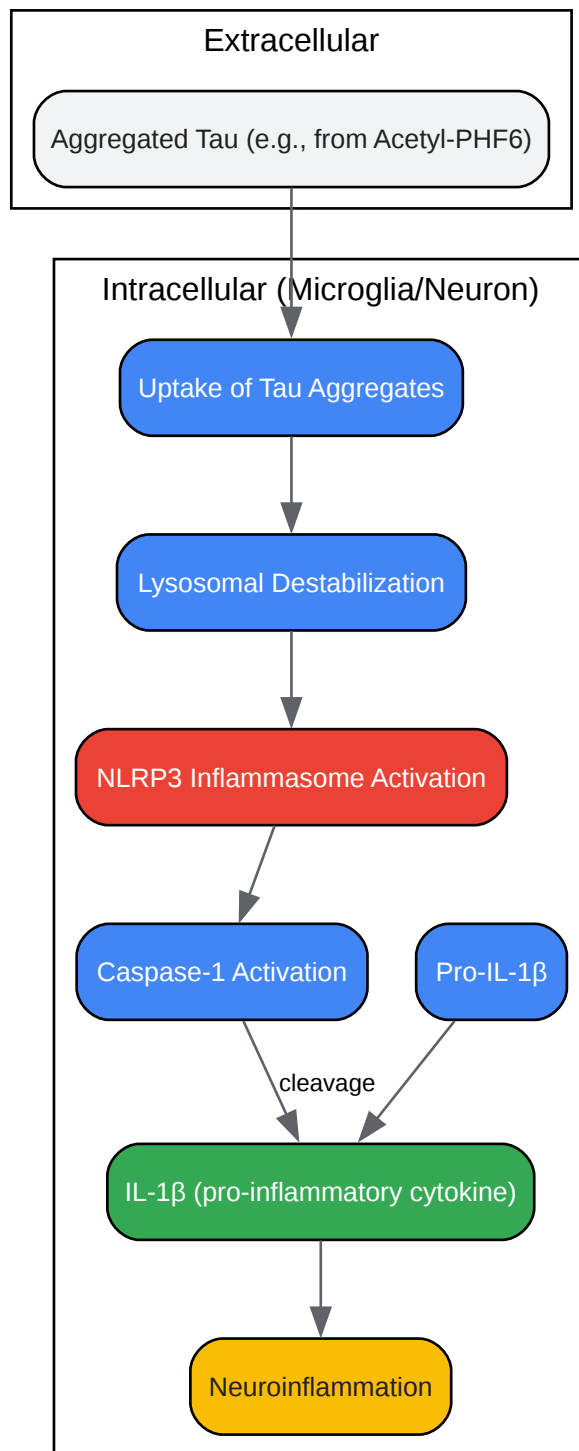 Extracellular
Aggregated Tau (e.g., from Acetyl-PHF6)
Intracellular (Microglia/Neuron)
Uptake of Tau Aggregates
Lysosomal Destabilization
NLRP3 Inflammasome Activation
Caspase-1 Activation
Pro-IL-1β
cleavage
IL-1β (pro-inflammatory cytokine)
Neuroinflammation